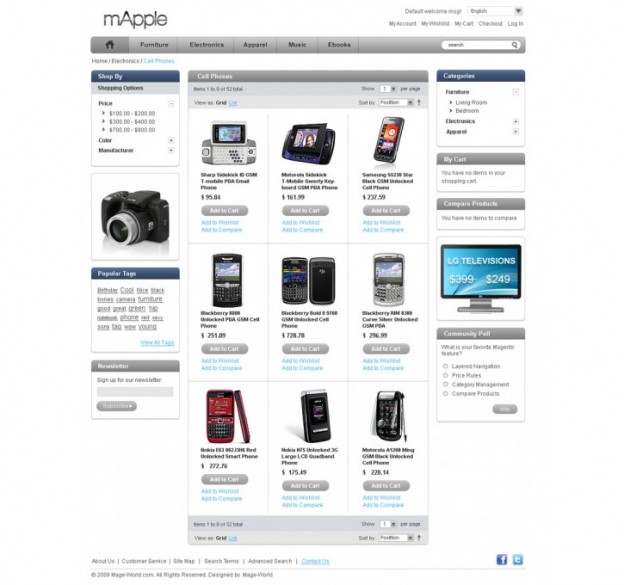 mApple
Default welcome msg! English
My Account My Wishlist My Cart Checkout Log In
Furniture Electronics Apparel Music Ebooks
search
Home / Electronics / Cell Phones
Shop By
Shopping Options
Price
$100.00 - $200.00
$300.00 - $400.00
$700.00 - $800.00
Color
Manufacturer
Popular Tags
Birthday Cool Nice black
bones camera furniture
good great green hip
notebook phone red sexy
sons tag wow young
View All Tags
Newsletter
Sign up for our newsletter:
Subscribe
Cell Phones
Items 1 to 9 of 52 total Show 1 per page
View as: Grid List Sort by Position
Sharp Sidekick ID GSM
T-mobile PDA Email
Phone
$ 95.84
Add to Cart
Add to Wishlist
Add to Compare
Motorola Sidekick
T-Mobile Qwerty Key-
board GSM PDA Phone
$ 161.99
Add to Cart
Add to Wishlist
Add to Compare
Samsung S5230 Star
Black GSM Unlocked
Cell Phone
$ 237.59
Add to Cart
Add to Wishlist
Add to Compare
Blackberry 8800
Unlocked PDA GSM Cell
Phone
$ 251.09
Add to Cart
Add to Wishlist
Add to Compare
Blackberry Bold II 9700
GSM Unlocked Cell
Phone
$ 728.78
Add to Cart
Add to Wishlist
Add to Compare
Blackberry RIM 8300
Curve Silver Unlocked
GSM PDA
$ 296.99
Add to Cart
Add to Wishlist
Add to Compare
Nokia E63 Red
Unlocked Smart Phone
$ 272.76
Add to Cart
Add to Wishlist
Add to Compare
Nokia N75 Unlocked 3G
Large LCD Quadband
Phone
$ 175.49
Add to Cart
Add to Wishlist
Add to Compare
Motorola A1200 Ming
GSM Black Unlocked
Cell Phone
$ 228.14
Add to Cart
Add to Wishlist
Add to Compare
Items 1 to 9 of 52 total Show 1 per page
View as: Grid List Sort by Position
Categories
Furniture
Living Room
Bedroom
Electronics
Apparel
My Cart
You have no items in your
shopping cart.
Compare Products
You have no items to compare
LG TELEVISIONS
$399 $249
Community Poll
What is your favorite Magento
feature?
Layered Navigation
Price Rules
Category Management
Compare Products
Vote
About Us | Customer Service | Site Map | Search Terms | Advanced Search | Contact Us
© 2009 Mage-World.com. All Rights Reserved. Designed by Mage-World